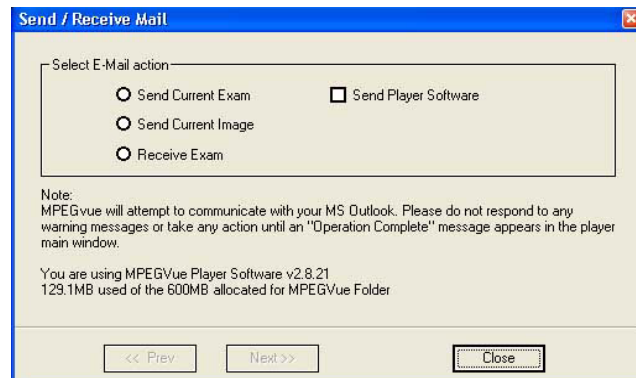 Send / Receive Mail
Select E-Mail action
Send Current Exam
Send Player Software
Send Current Image
Receive Exam
Note:
MPEGvue will attempt to communicate with your MS Outlook. Please do not respond to any
warning messages or take any action until an "Operation Complete" message appears in the player
main window.
You are using MPEGVue Player Software v2.8.21
129.1MB used of the 600MB allocated for MPEGVue Folder
<< Prev
Next >>
Close